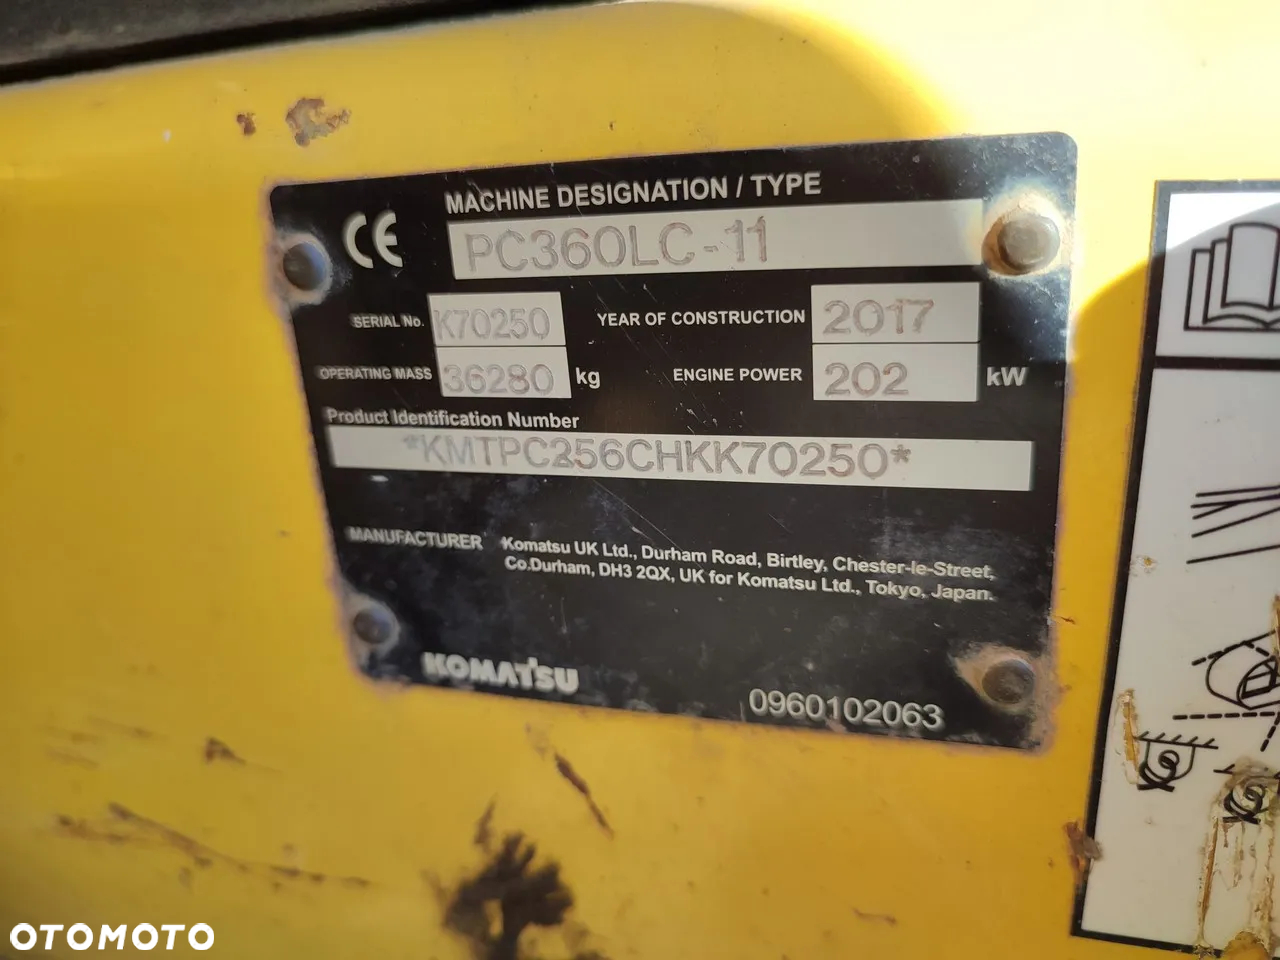 MACHINE DESIGNATION / TYPE
CE
PC360LC-11
SERIAL No. K70250 YEAR OF CONSTRUCTION 2017
OPERATING MASS 36280 kg ENGINE POWER 202 kW
Product Identification Number
*KMTPC256CHKK70250*
MANUFACTURER Komatsu UK Ltd., Durham Road, Birtley, Chester-le-Street,
Co.Durham, DH3 2QX, UK for Komatsu Ltd., Tokyo, Japan.
KOMATSU
0960102063
OTOMOTO